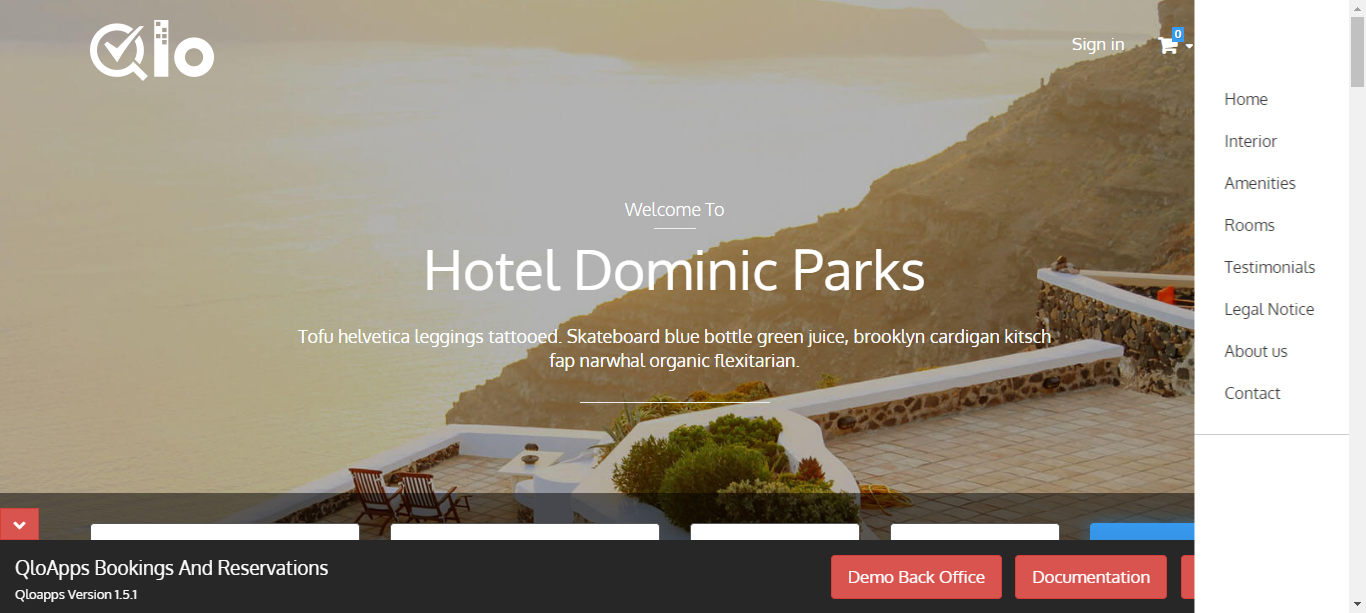 Qlo
Sign in
0
Home
Interior
Amenities
Rooms
Testimonials
Legal Notice
About us
Contact
Welcome To
Hotel Dominic Parks
Tofu helvetica leggings tattooed. Skateboard blue bottle green juice, brooklyn cardigan kitsch
fap narwhal organic flexitarian.
QloApps Bookings And Reservations
Qloapps Version 1.5.1
Demo Back Office
Documentation